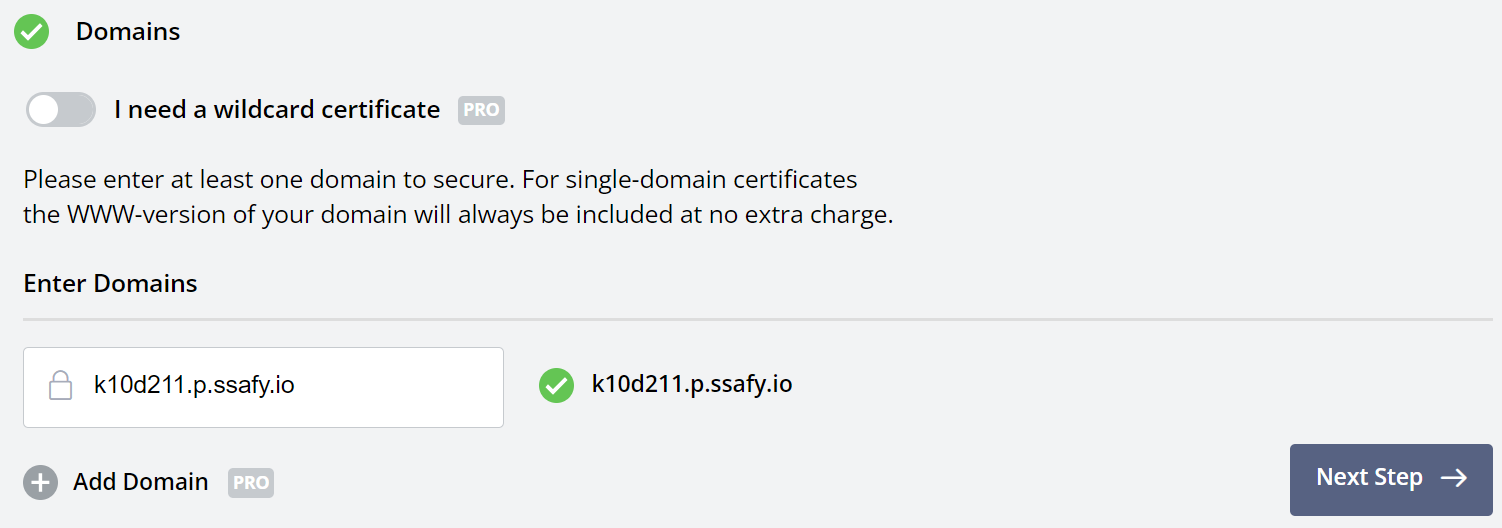 Domains
I need a wildcard certificate PRO
Please enter at least one domain to secure. For single-domain certificates
the WWW-version of your domain will always be included at no extra charge.
Enter Domains
k10d211.p.ssafy.io k10d211.p.ssafy.io
Add Domain PRO
Next Step →